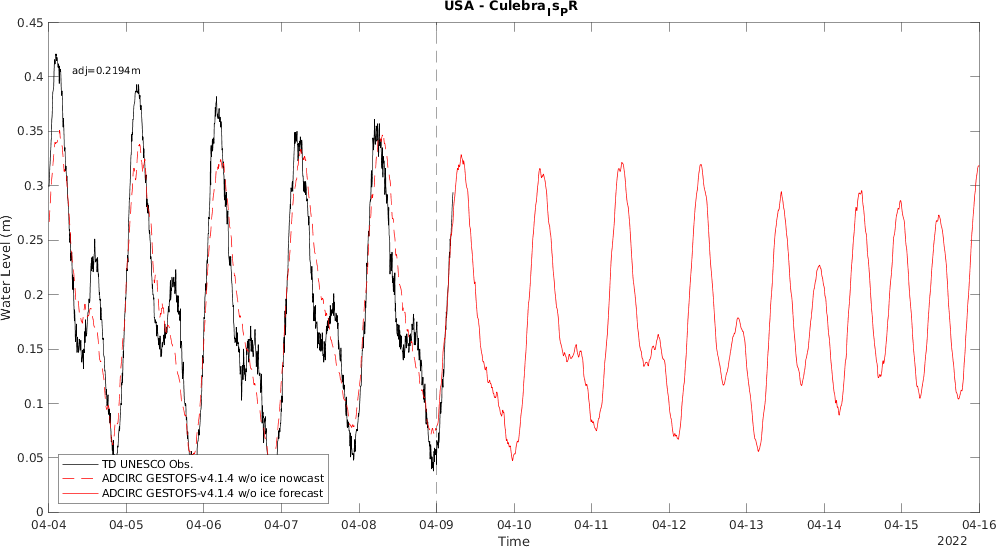 USA - Culebra_Is_PR
0.45
0.4
0.35
0.3
0.25
0.2
0.15
0.1
0.05
0
Water Level (m)
adj=0.2194m
TD UNESCO Obs.
ADCIRC GESTOFS-v4.1.4 w/o ice nowcast
ADCIRC GESTOFS-v4.1.4 w/o ice forecast
04-04 04-05 04-06 04-07 04-08 04-09 04-10 04-11 04-12 04-13 04-14 04-15 04-16
Time
2022